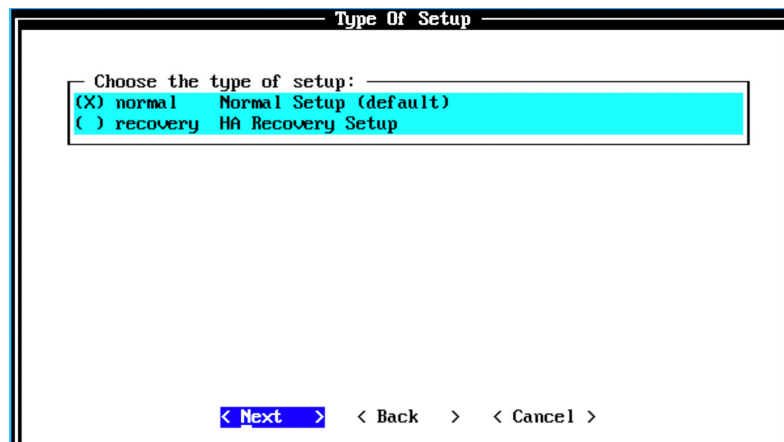 Type Of Setup
Choose the type of setup:
(X) normal Normal Setup (default)
( ) recovery HA Recovery Setup
< Next > < Back > < Cancel >